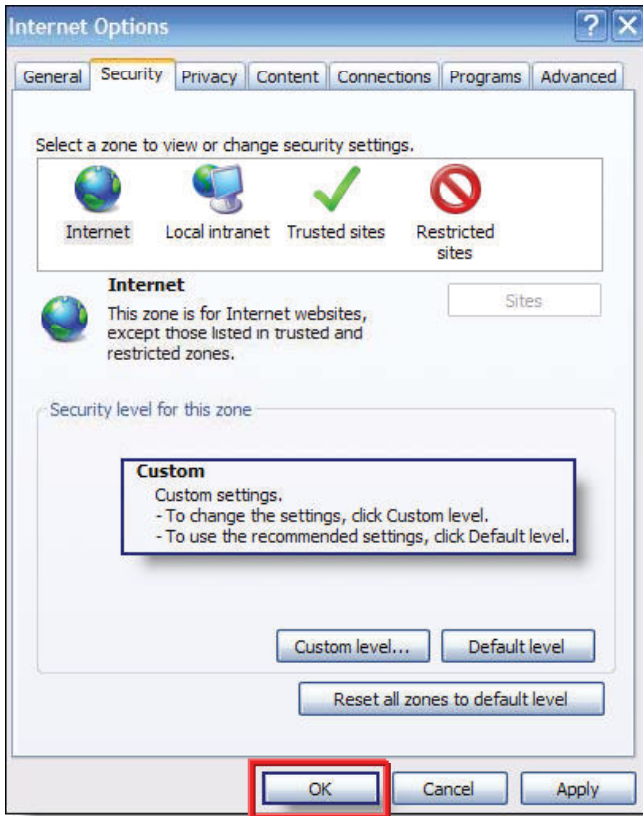 Internet Options
General Security Privacy Content Connections Programs Advanced
Select a zone to view or change security settings.
Internet Local intranet Trusted sites Restricted
sites
Internet
Sites
This zone is for Internet websites,
except those listed in trusted and
restricted zones.
Security level for this zone
Custom
Custom settings.
- To change the settings, click Custom level.
- To use the recommended settings, click Default level.
Custom level... Default level
Reset all zones to default level
OK Cancel Apply